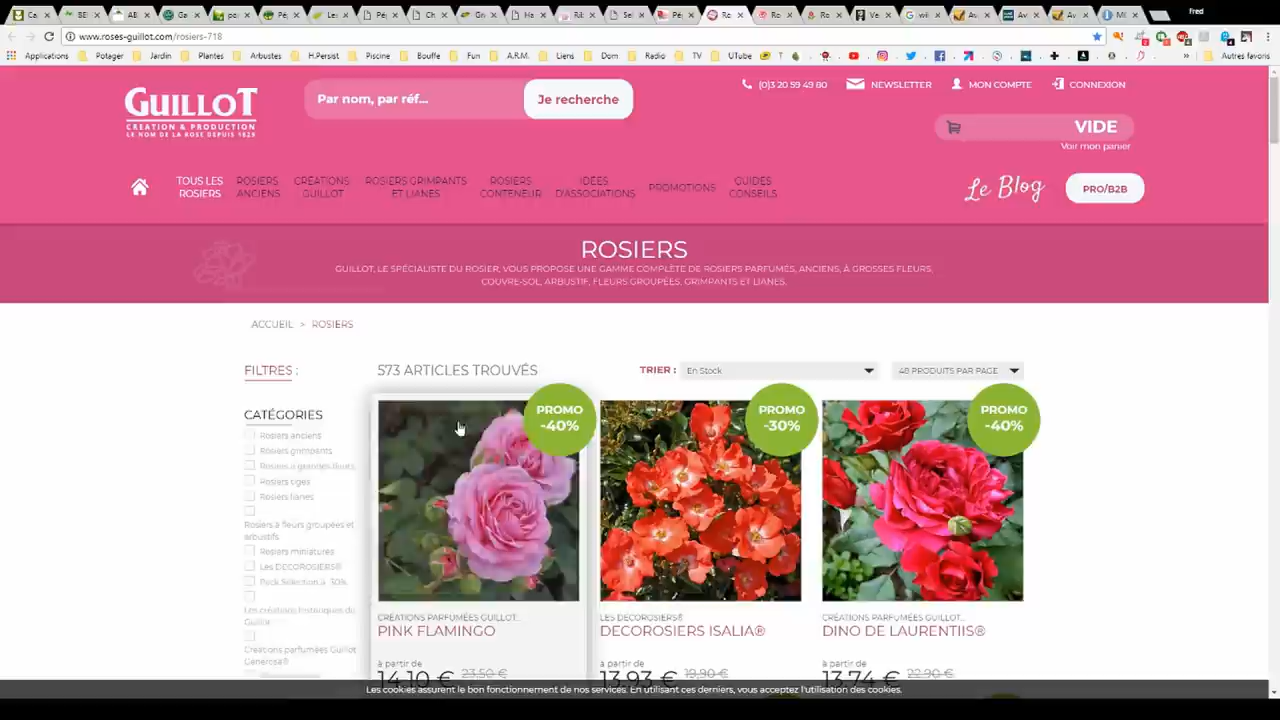 Fred
www.roses-guillot.com/rosiers-718
Applications Potager Jardin Plantes Arbustes H.Persist Piscine Bouffe Fun A.R.M. Liens Dom Radio TV UTube Autres favoris
GUILLOT
CRÉATION & PRODUCTION
LE NOM DE LA ROSE DEPUIS 1829
Par nom, par réf...
Je recherche
(0)3 20 59 49 80
NEWSLETTER
MON COMPTE
CONNEXION
VIDE
Voir mon panier
TOUS LES
ROSIERS
ROSIERS
ANCIENS
CRÉATIONS
GUILLOT
ROSIERS GRIMPANTS
ET LIANES
ROSIERS
CONTENEUR
IDÉES
D'ASSOCIATIONS
PROMOTIONS
GUIDES
CONSEILS
Le Blog
PRO/B2B
ROSIERS
GUILLOT, LE SPÉCIALISTE DU ROSIER, VOUS PROPOSE UNE GAMME COMPLÈTE DE ROSIERS PARFUMÉS, ANCIENS, À GROSSES FLEURS,
COUVRE-SOL, ARBUSTIF, FLEURS GROUPÉES, GRIMPANTS ET LIANES.
ACCUEIL > ROSIERS
FILTRES :
573 ARTICLES TROUVÉS
TRIER :
En Stock
48 PRODUITS PAR PAGE
CATÉGORIES
Rosiers anciens
Rosiers grimpants
Rosiers à grandes fleurs
Rosiers tiges
Rosiers lianes
Rosiers à fleurs groupées et
arbustifs
Rosiers miniatures
Les DECOROSIERS®
Pack Sélection à -30%
Les créations historiques du
Guillot
Créations parfumées Guillot
Generosa®
PROMO
-40%
PROMO
-30%
PROMO
-40%
CRÉATIONS PARFUMÉES GUILLOT...
PINK FLAMINGO
à partir de
14,10 € 23,50 €
LES DECOROSIERS®
DECOROSIERS ISALIA®
à partir de
13,93 € 19,90 €
CRÉATIONS PARFUMÉES GUILLOT...
DINO DE LAURENTIIS®
à partir de
13,74 € 22,90 €
Les cookies assurent le bon fonctionnement de nos services. En utilisant ces derniers, vous acceptez l'utilisation des cookies.